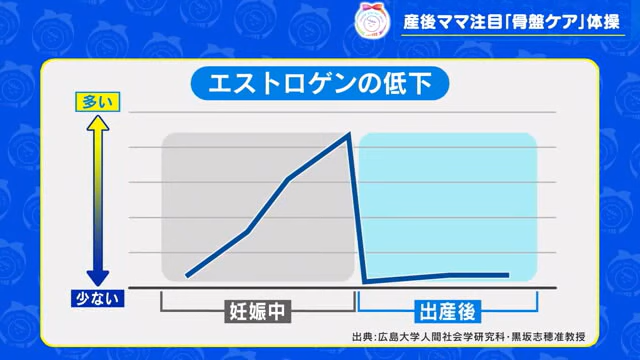 産後ママ注目「骨盤ケア」体操
エストロゲンの低下
多い
少ない
妊娠中
出産後
出典:広島大学人間社会学研究科・黒坂志穂准教授